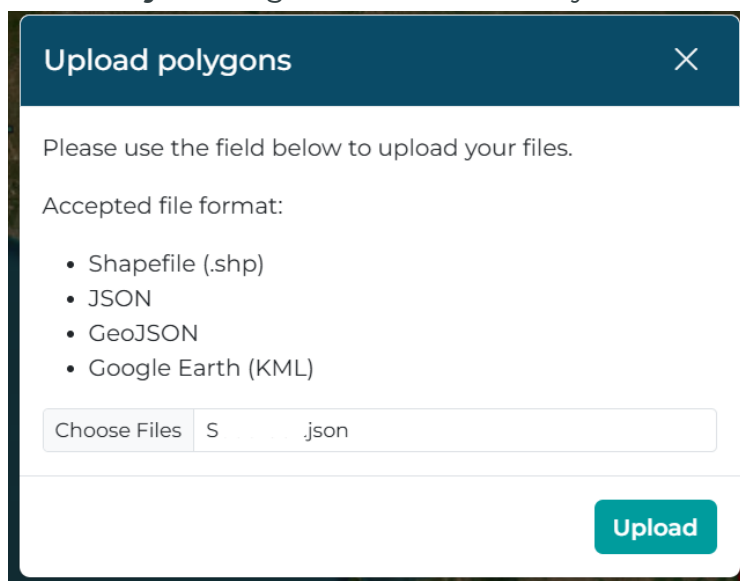 Upload polygons
Please use the field below to upload your files.
Accepted file format:
• Shapefile (.shp)
• JSON
• GeoJSON
• Google Earth (KML)
Choose Files S .json
Upload